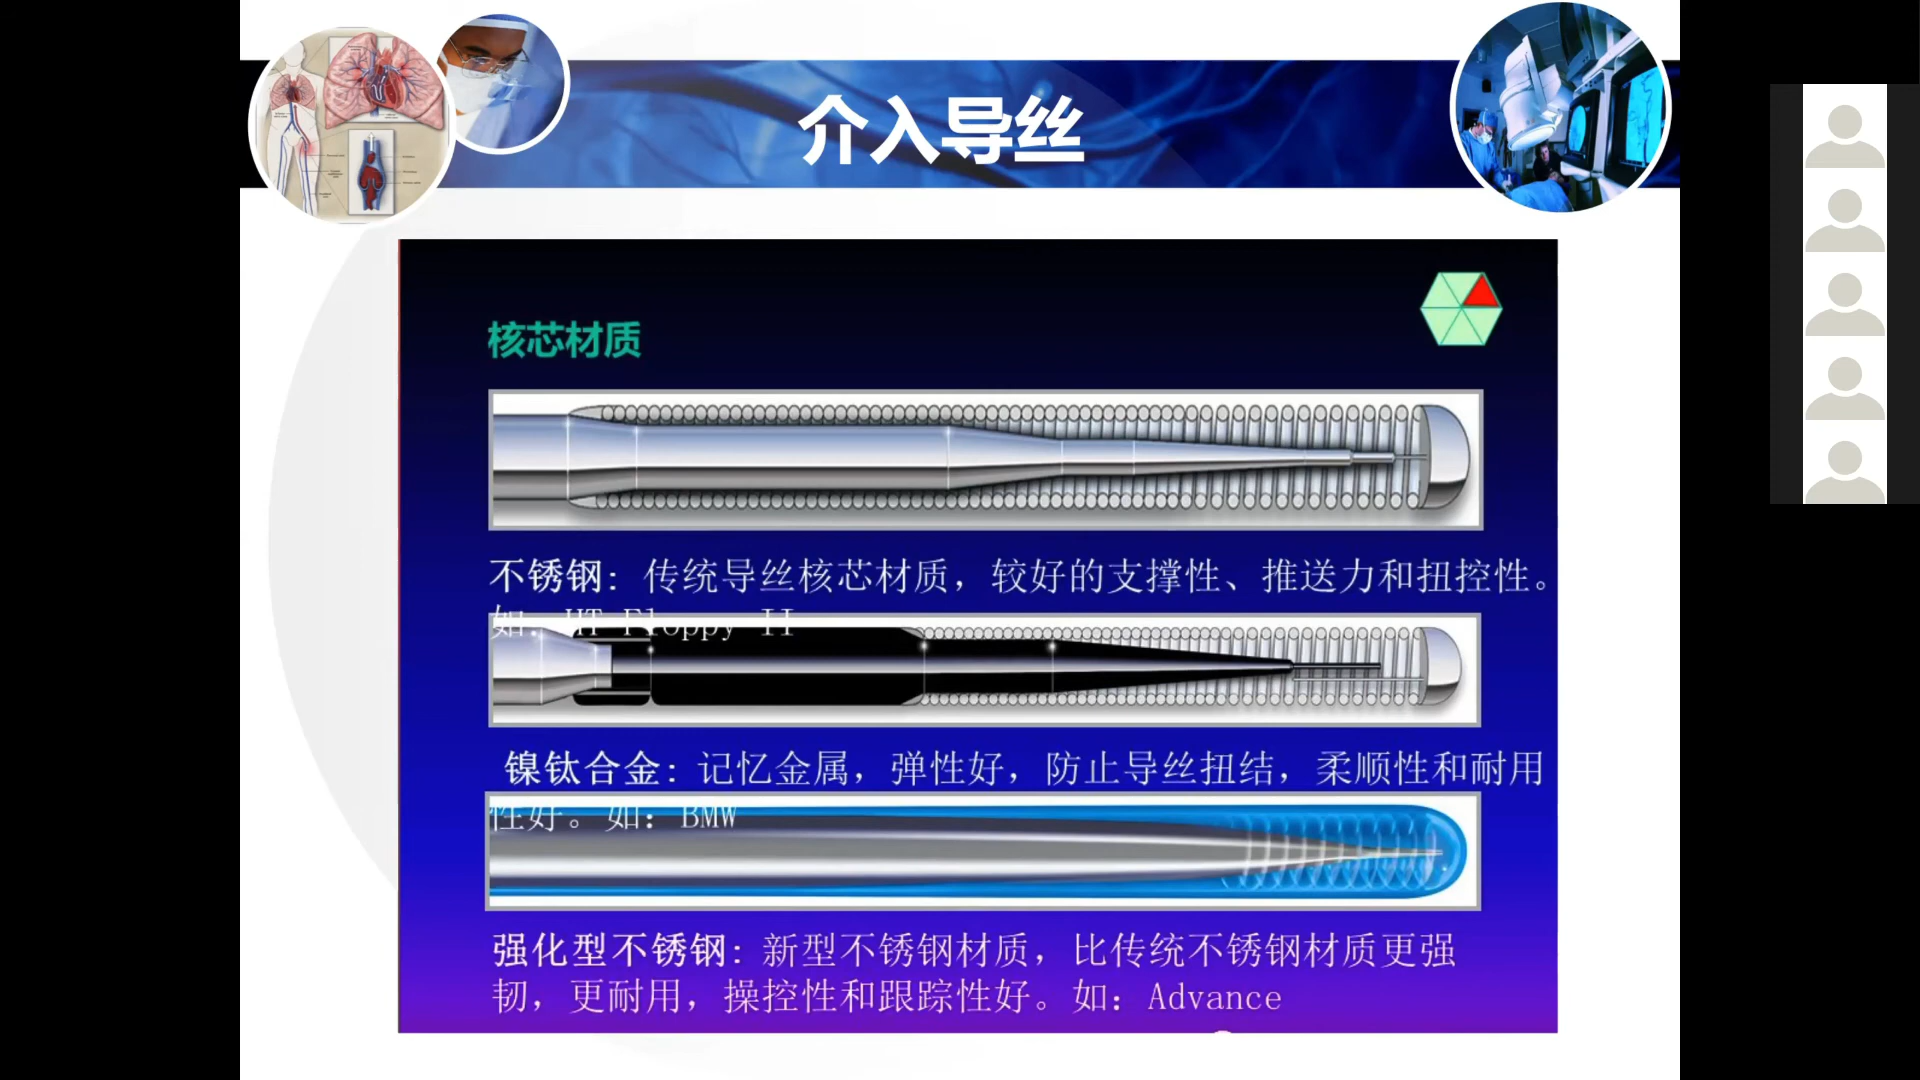 介入导丝
核芯材质
不锈钢：传统导丝核芯材质，较好的支撑性、推送力和扭控性。
如．HT Floppy II
镍钛合金：记忆金属，弹性好，防止导丝扭结，柔顺性和耐用
性好。如：BMW
强化型不锈钢：新型不锈钢材质，比传统不锈钢材质更强
韧，更耐用，操控性和跟踪性好。如：Advance